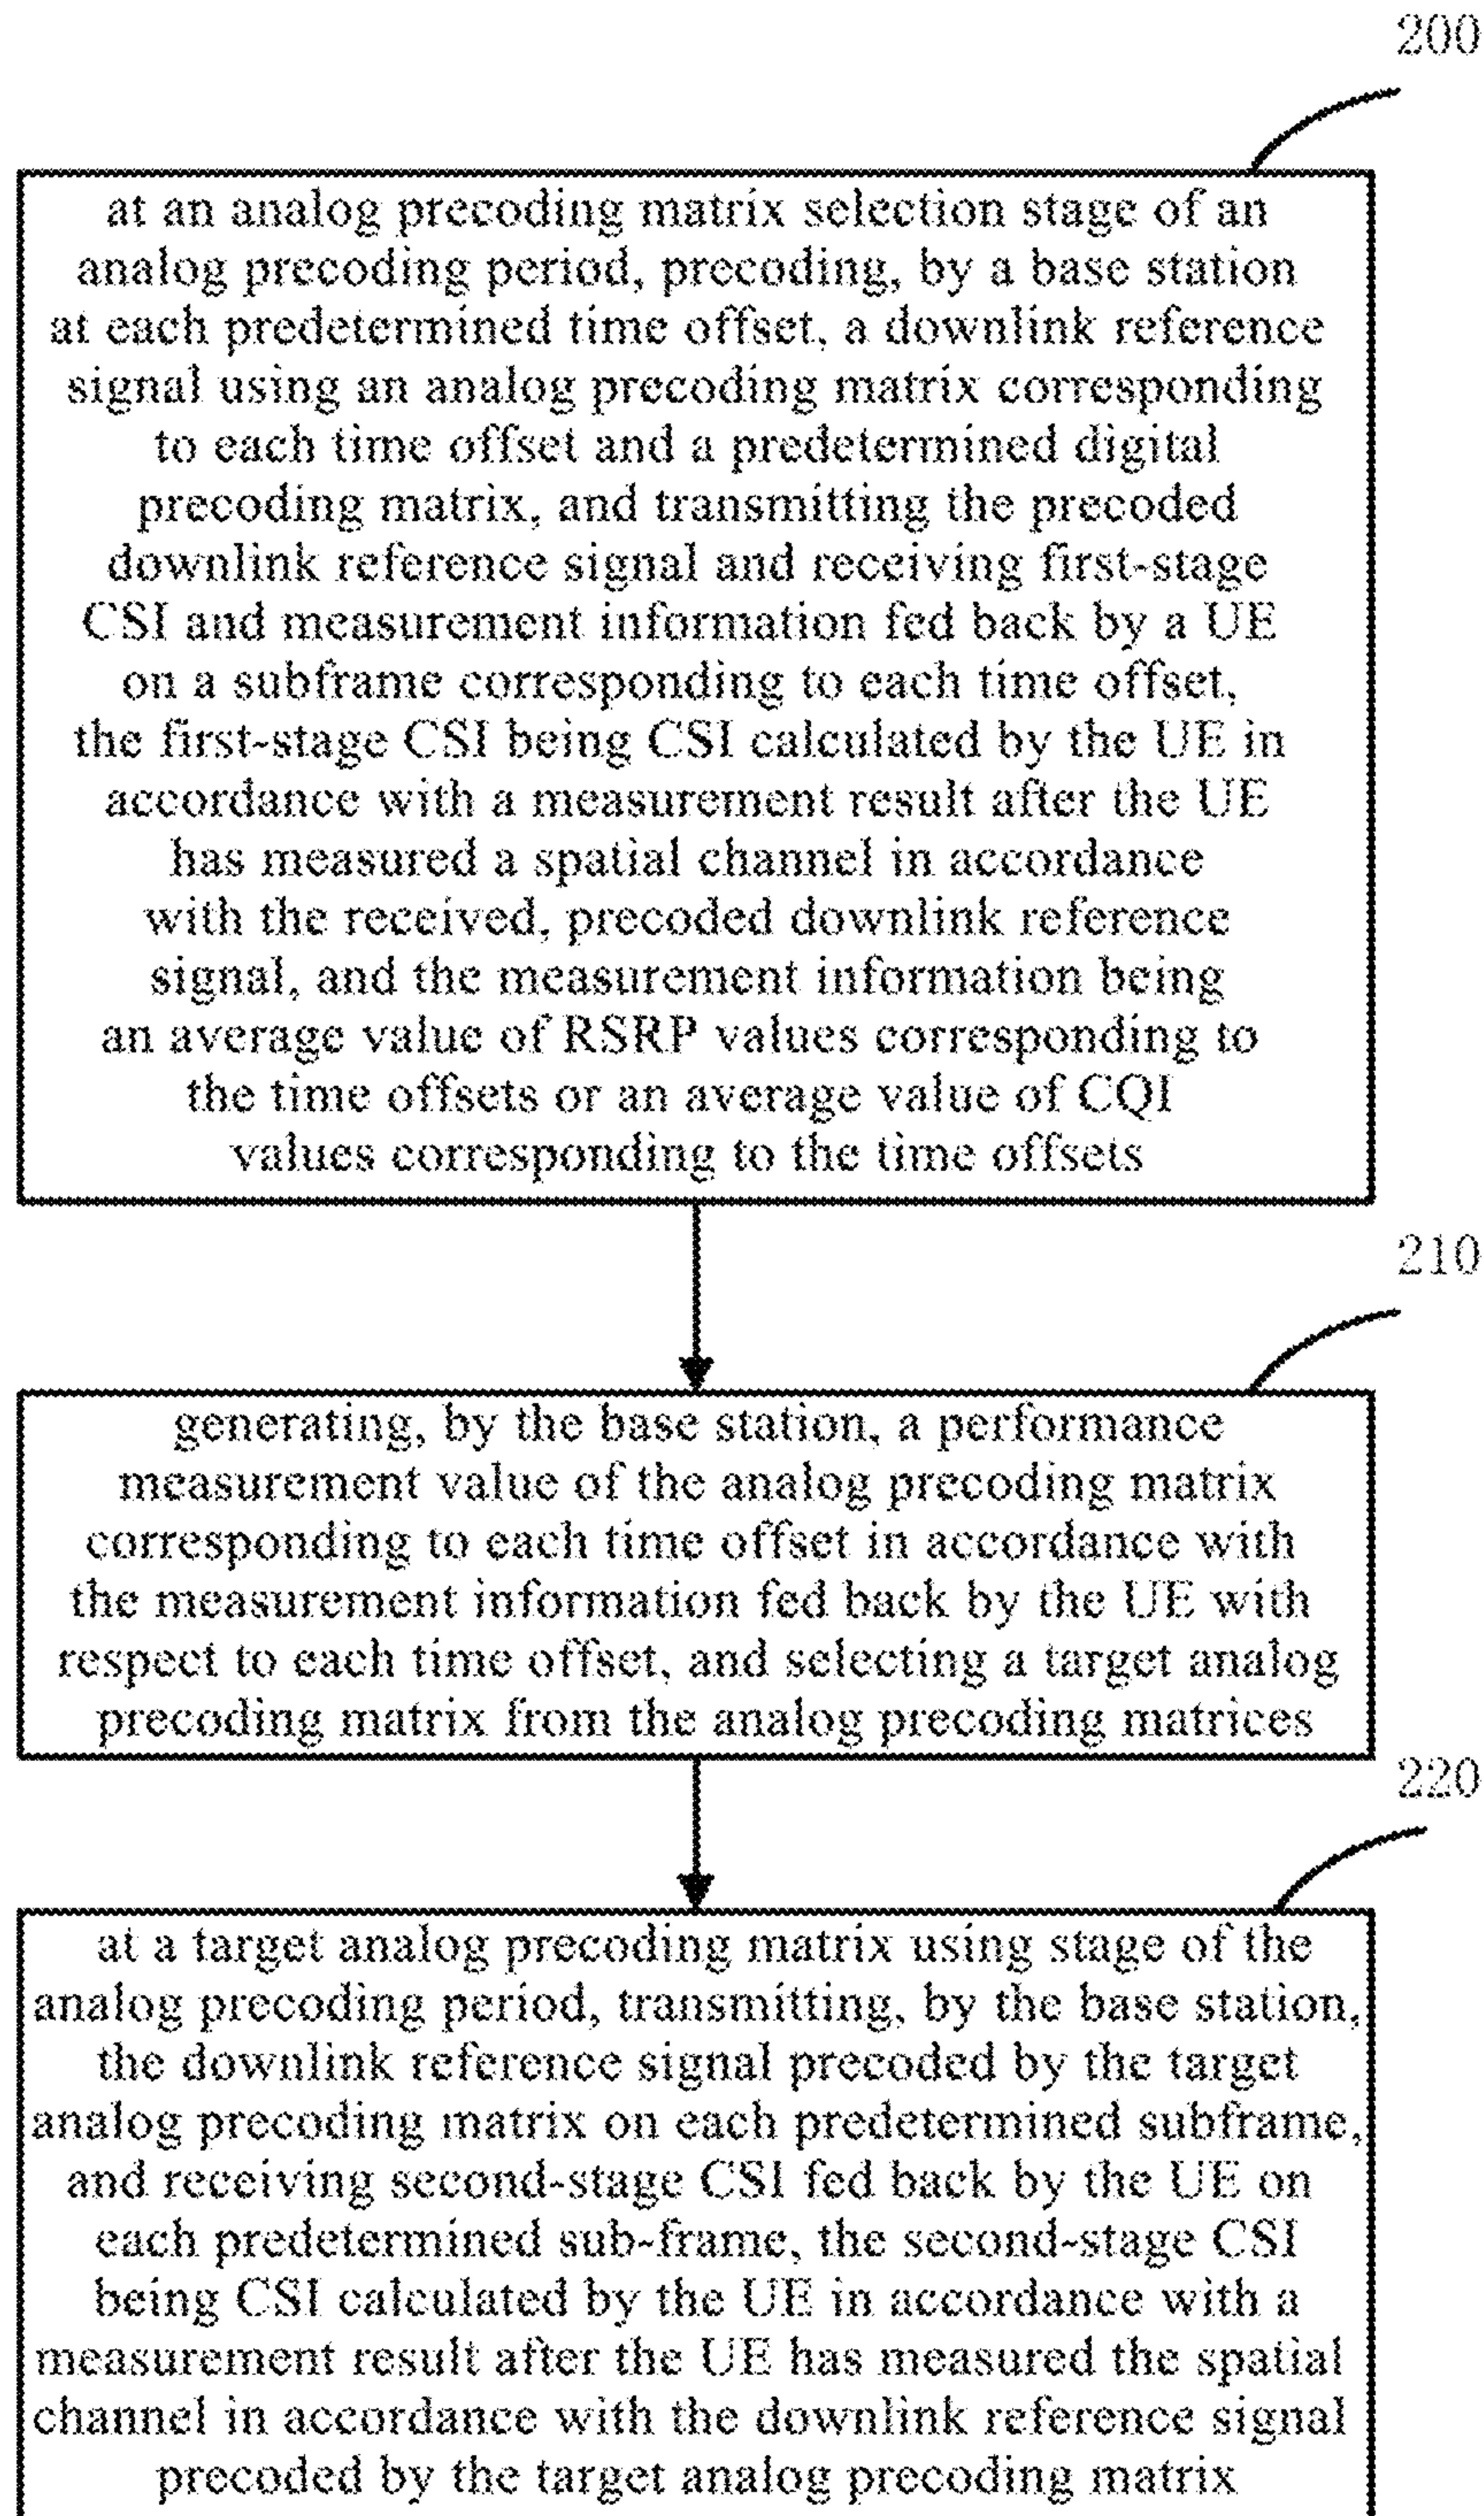 200
at an analog precoding matrix selection stage of an
analog precoding period, precoding, by a base station
at each predetermined time offset, a downlink reference
signal using an analog precoding matrix corresponding
to each time offset and a predetermined digital
precoding matrix, and transmitting the precoded
downlink reference signal and receiving first-stage
CSI and measurement information fed back by a UE
on a subframe corresponding to each time offset,
the first-stage CSI being CSI calculated by the UE in
accordance with a measurement result after the UE
has measured a spatial channel in accordance
with the received, precoded downlink reference
signal, and the measurement information being
an average value of RSRP values corresponding to
the time offsets or an average value of CQI
values corresponding to the time offsets
210
generating, by the base station, a performance
measurement value of the analog precoding matrix
corresponding to each time offset in accordance with
the measurement information fed back by the UE with
respect to each time offset, and selecting a target analog
precoding matrix from the analog precoding matrices
220
at a target analog precoding matrix using stage of the
analog precoding period, transmitting, by the base station,
the downlink reference signal precoded by the target
analog precoding matrix on each predetermined subframe,
and receiving second-stage CSI fed back by the UE on
each predetermined sub-frame, the second-stage CSI
being CSI calculated by the UE in accordance with a
measurement result after the UE has measured the spatial
channel in accordance with the downlink reference signal
precoded by the target analog precoding matrix